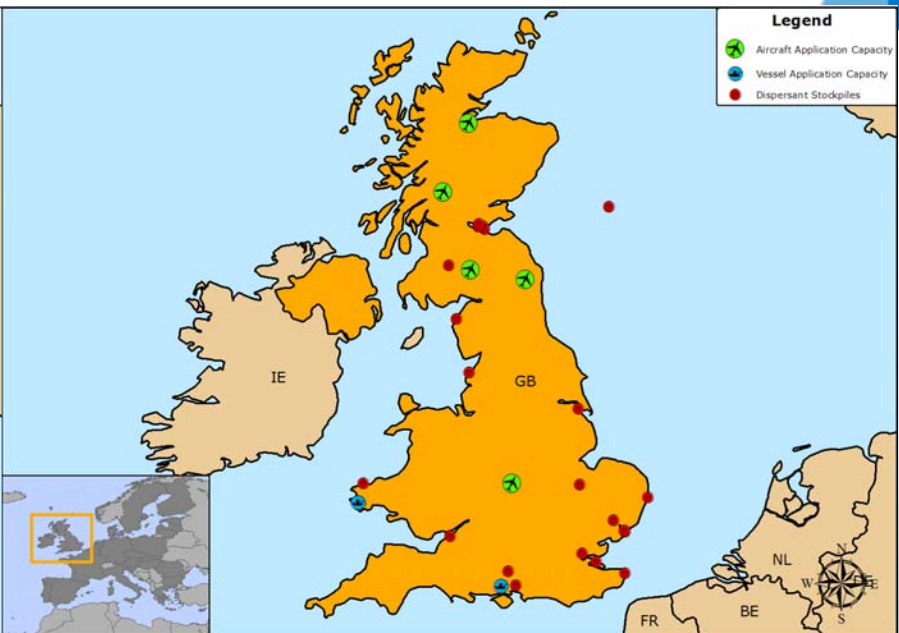 Legend
Aircraft Application Capacity
Vessel Application Capacity
Dispersant Stockpiles
IE
GB
NL
N
W
E
S
FR
BE